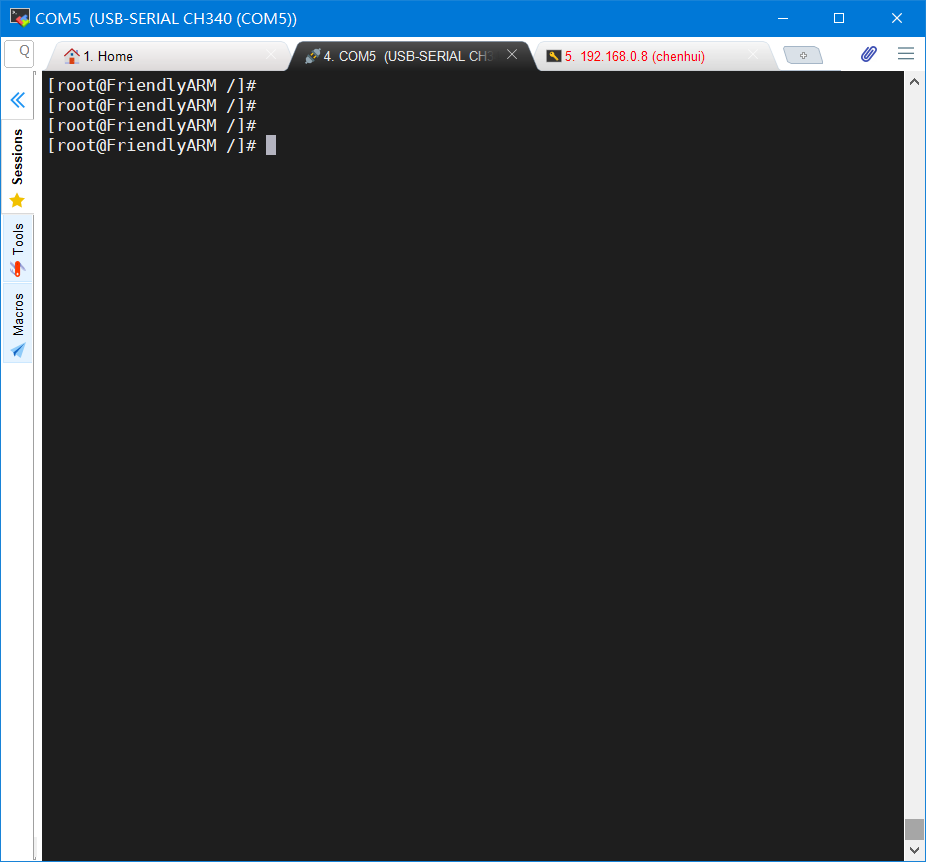 COM5  (USB-SERIAL CH340 (COM5))
1. Home
4. COM5  (USB-SERIAL CH3
5. 192.168.0.8 (chenhui)
Sessions
Tools
Macros
[root@FriendlyARM /]#
[root@FriendlyARM /]#
[root@FriendlyARM /]#
[root@FriendlyARM /]#